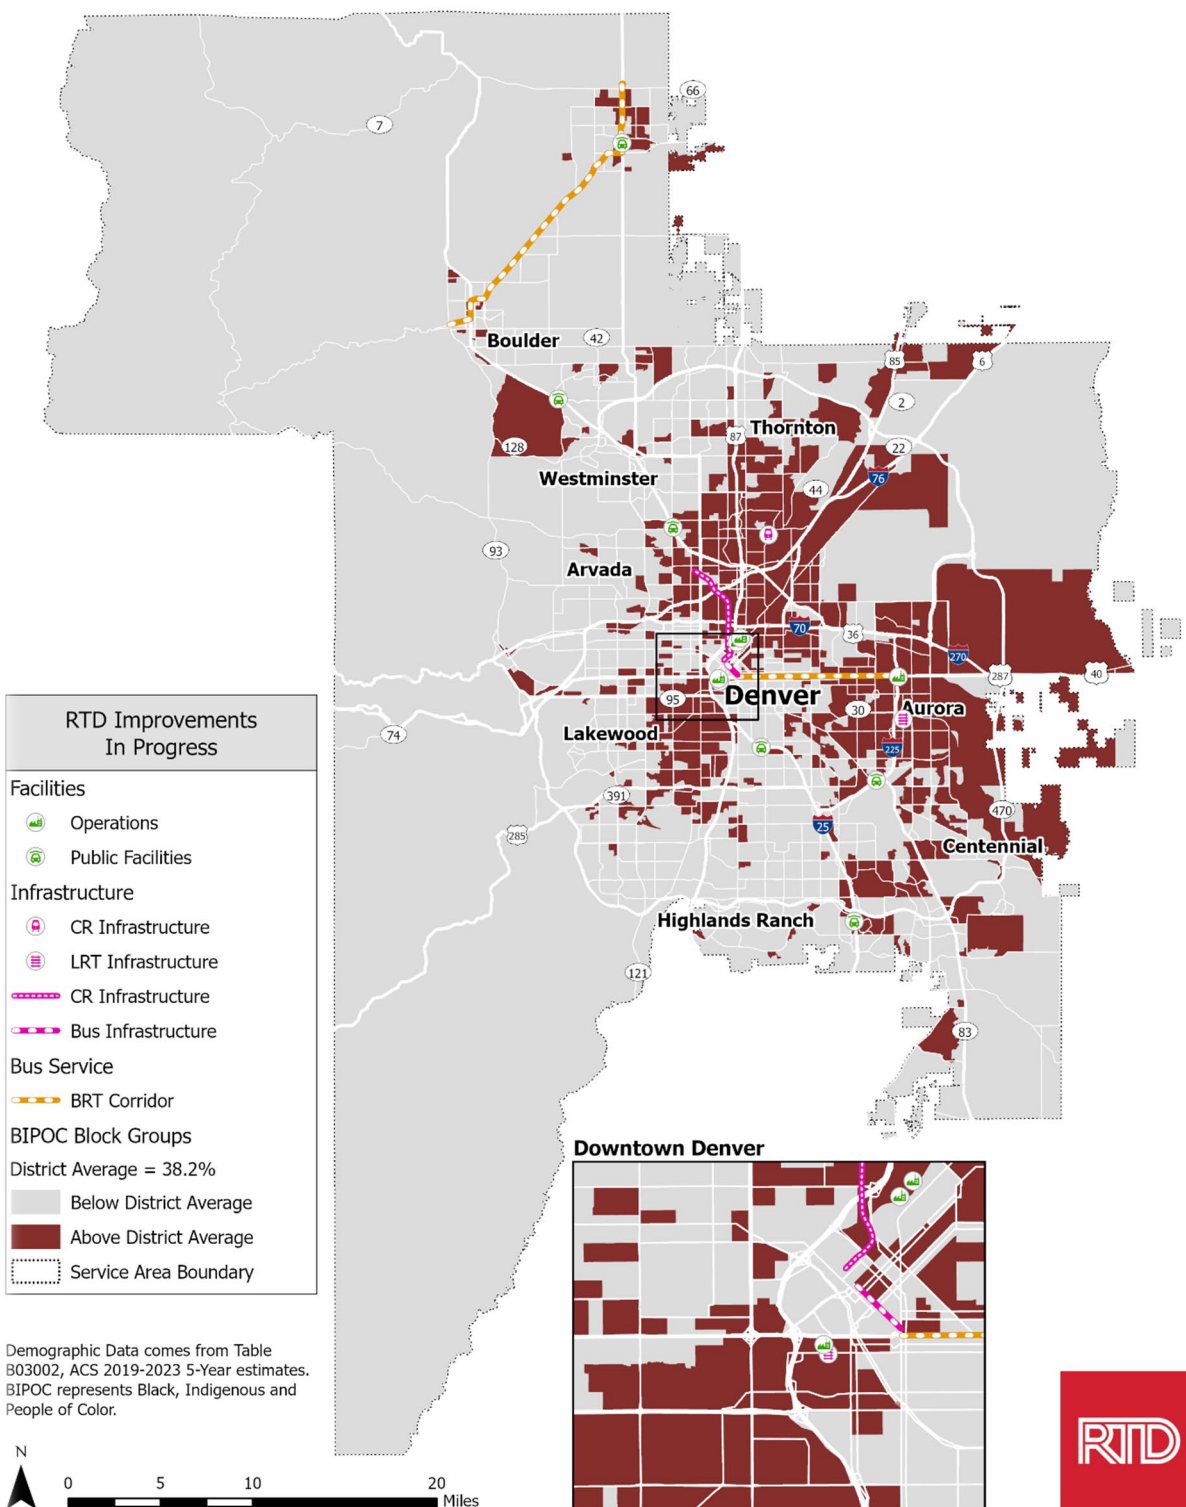 66
7
Boulder
42
85
6
2
128
87
Thornton
22
Westminster
76
44
93
Arvada
70
36
270
287
40
Denver
95
30
Aurora
Lakewood
74
225
391
285
25
470
Centennial
Highlands Ranch
121
83
RTD Improvements
In Progress
Facilities
Operations
Public Facilities
Infrastructure
CR Infrastructure
LRT Infrastructure
CR Infrastructure
Bus Infrastructure
Bus Service
BRT Corridor
BIPOC Block Groups
District Average = 38.2%
Below District Average
Above District Average
Service Area Boundary
Demographic Data comes from Table
B03002, ACS 2019-2023 5-Year estimates.
BIPOC represents Black, Indigenous and
People of Color.
N
0 5 10 20
Miles
Downtown Denver
RTD